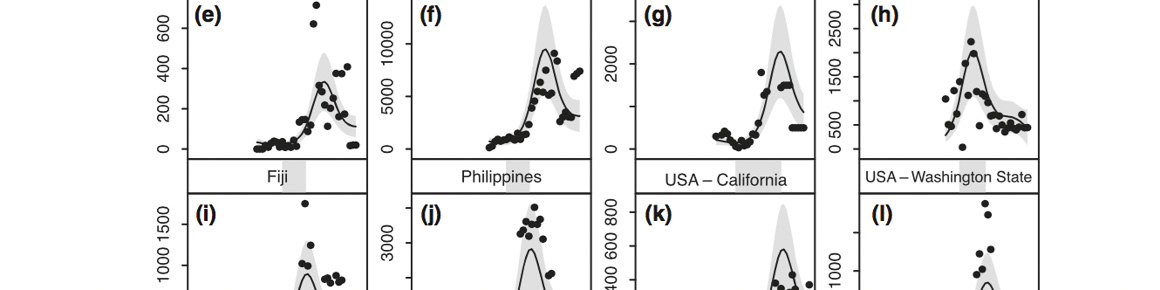 (e)
600
400
200
0
(f)
10000
5000
0
(g)
2000
0
(h)
0 500 1500 2500
Fiji
Philippines
USA – California
USA – Washington State
(i)
1000 1500
(j)
3000
(k)
400 600 800
(l)
1000